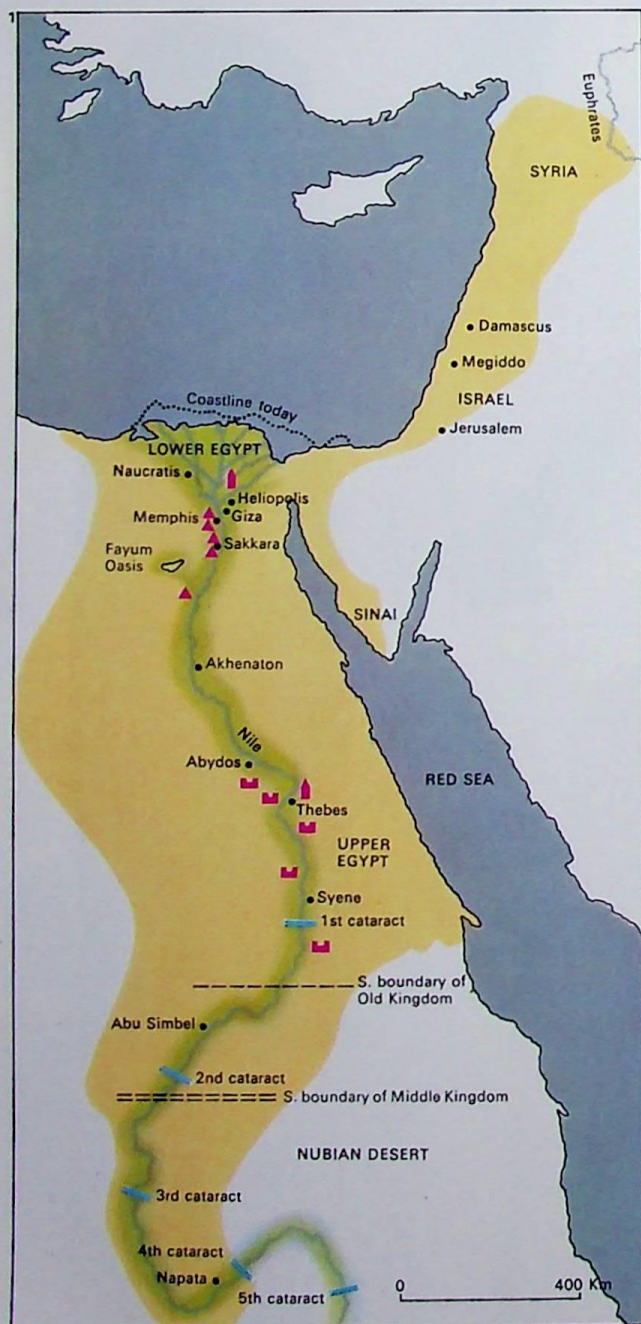 1
Euphrates
SYRIA
Damascus
Megiddo
ISRAEL
Jerusalem
Coastline today
LOWER EGYPT
Naucratis
Heliopolis
Giza
Memphis
Sakkara
Fayum
Oasis
SINAI
Akhenaton
Nile
Abydos
RED SEA
Thebes
UPPER
EGYPT
Syene
1st cataract
S. boundary of
Old Kingdom
Abu Simbel
2nd cataract
S. boundary of Middle Kingdom
NUBIAN DESERT
3rd cataract
4th cataract
Napata
5th cataract
0 400 Km